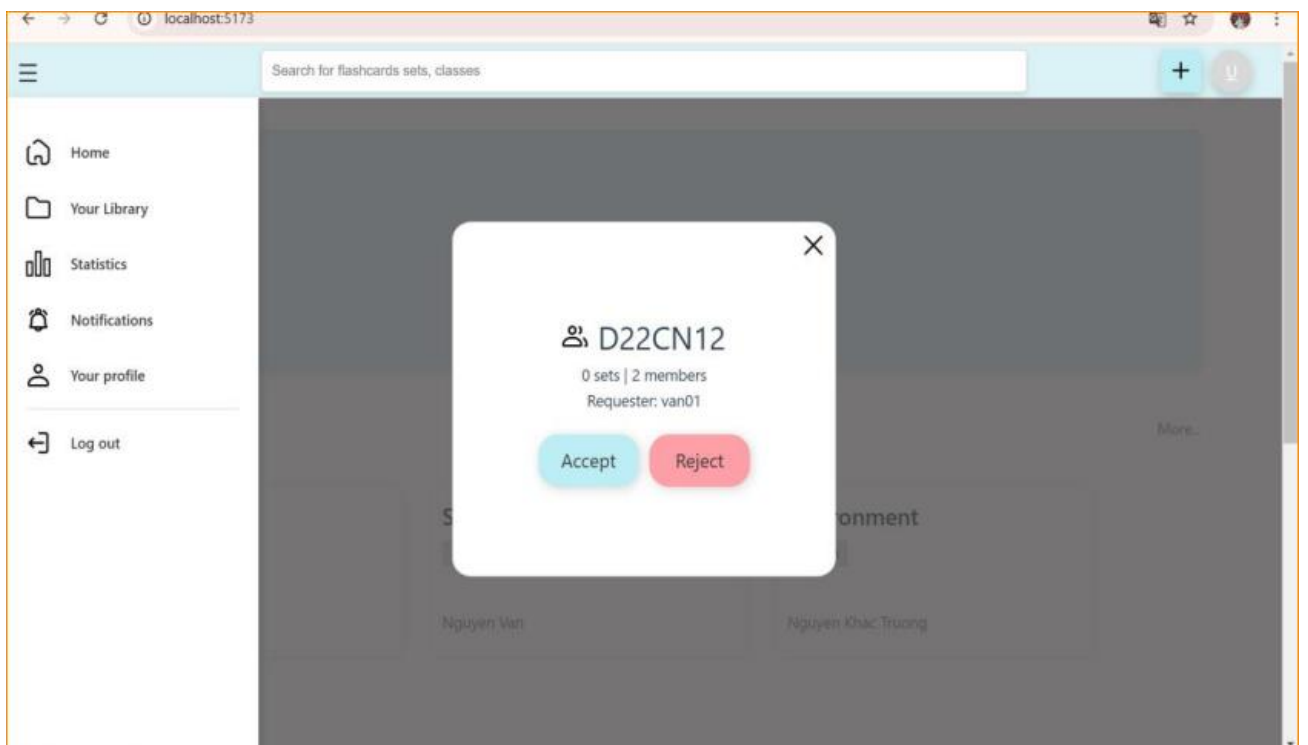 localhost:5173
Search for flashcards sets, classes
+
U
Home
Your Library
Statistics
Notifications
Your profile
Log out
D22CN12
0 sets | 2 members
Requester: van01
Accept
Reject
More..
S
onment
Nguyen Van
Nguyen Khac Truong